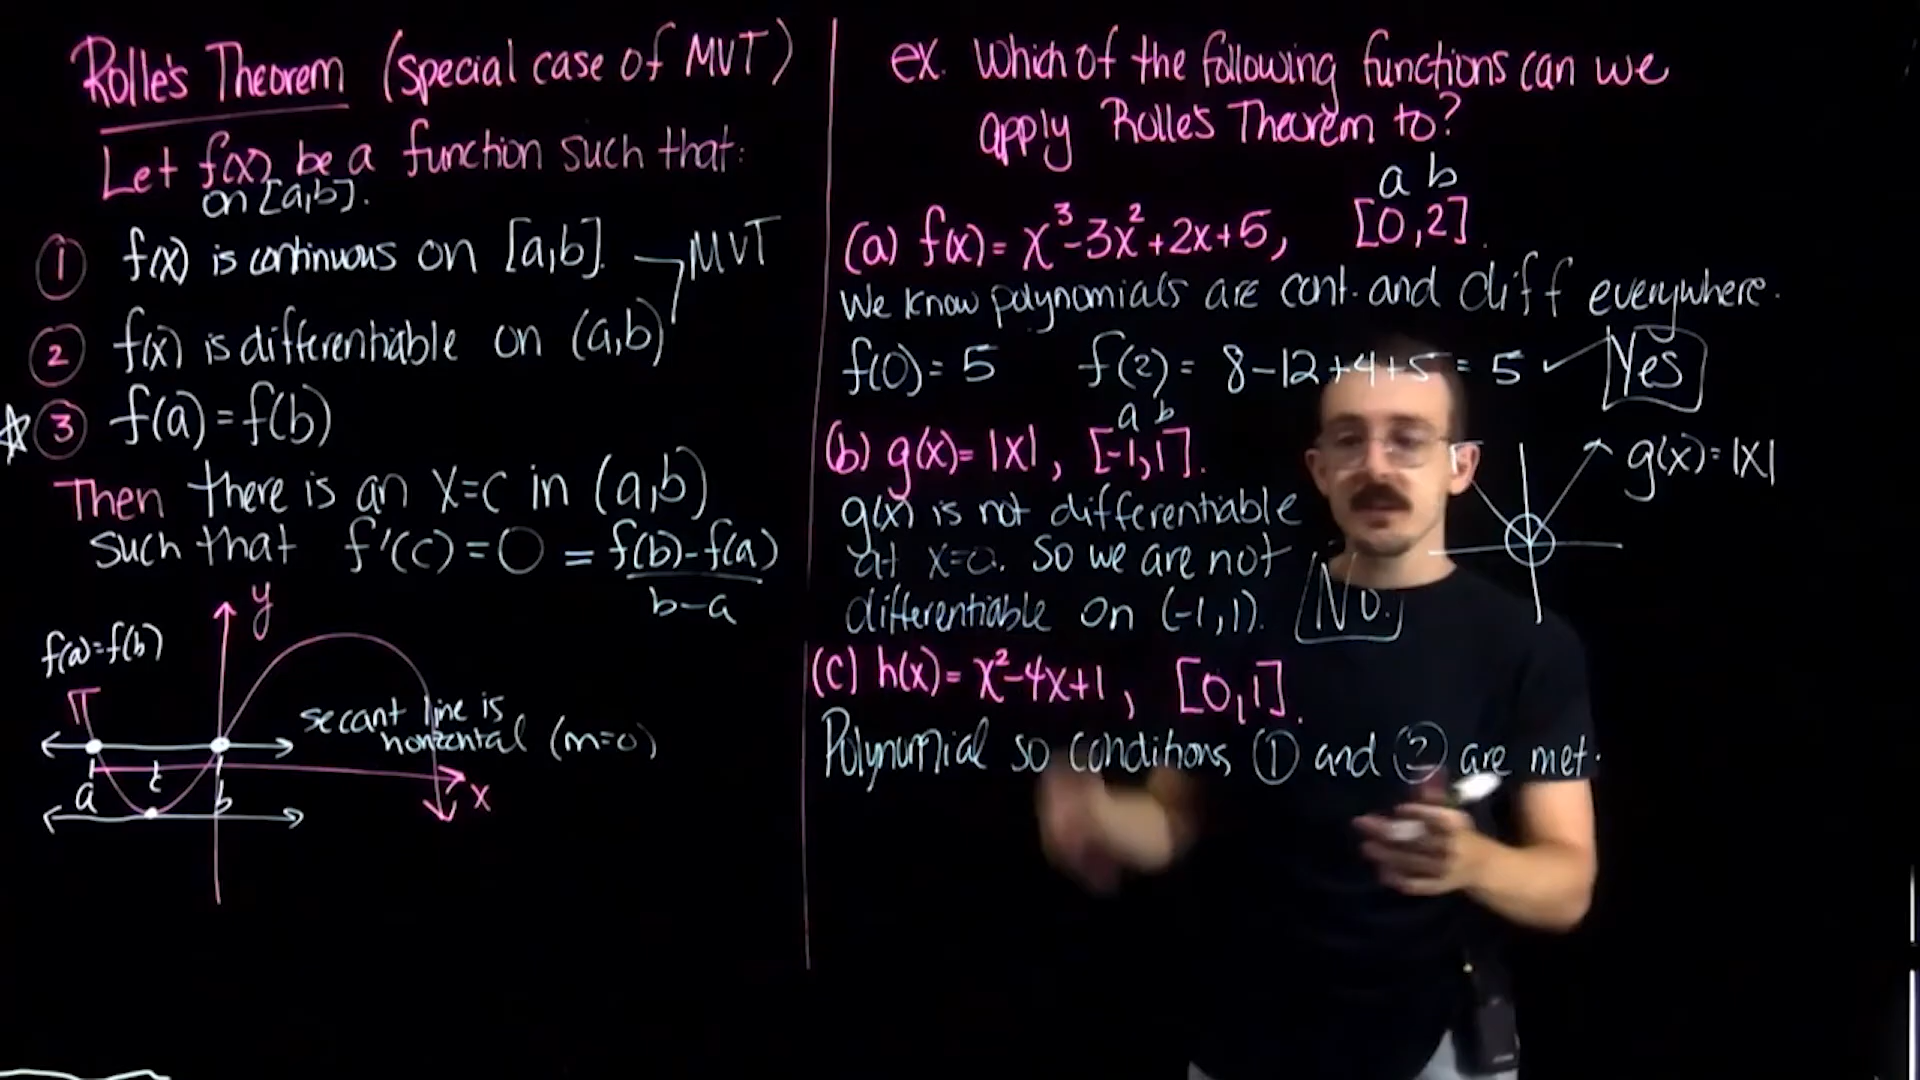 Rolle's Theorem (special case of MVT)
Let f(x) be a function such that:
on [a,b].
① f(x) is continuous on [a,b]. MVT
② f(x) is differentiable on (a,b)
☆ ③ f(a)=f(b)
Then there is an x=c in (a,b)
such that f'(c)=0 = f(b)-f(a)
b-a
y
f(a)=f(b)
secant line is
horizontal (m=0)
a c b x
ex. Which of the following functions can we
apply Rolle's Theorem to?
a b
(a) f(x)= x³-3x²+2x+5, [0,2].
We know polynomials are cont. and diff everywhere.
f(0)=5 f(2)= 8-12+4+5 = 5 ✓ Yes
a b
(b) g(x)= |x|, [-1,1]. g(x)=|x|
g(x) is not differentiable
at x=0. So we are not
differentiable on (-1,1). No.
(c) h(x)= x²-4x+1, [0,1].
Polynomial so conditions ① and ② are met.